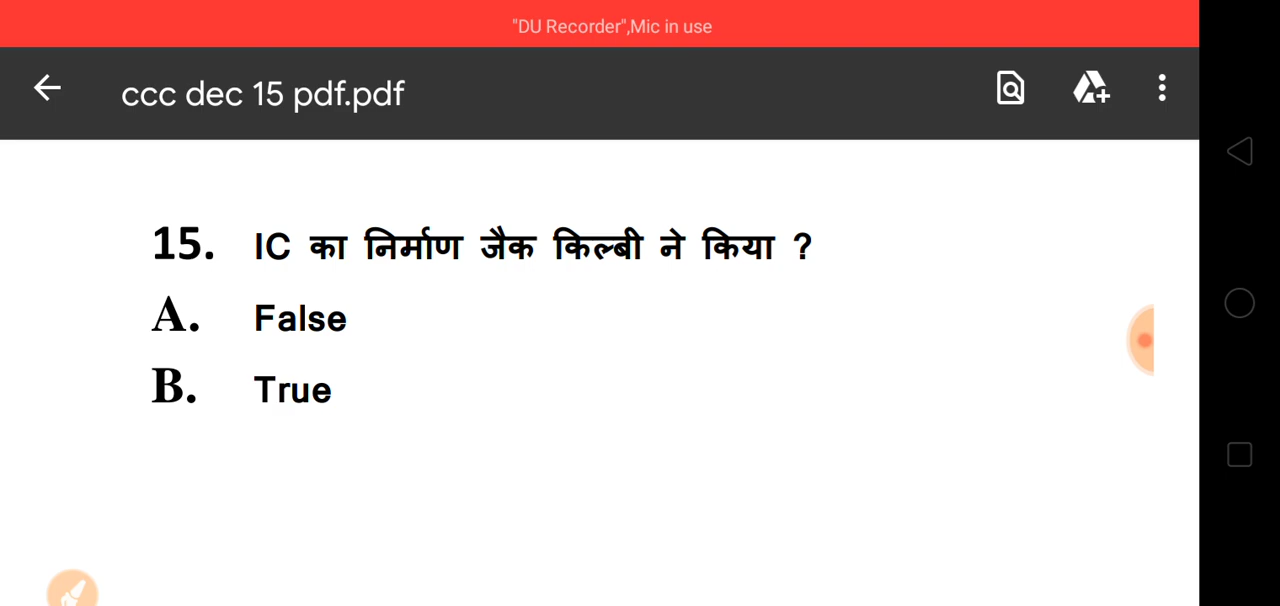 "DU Recorder",Mic in use
ccc dec 15 pdf.pdf
15. IC का निर्माण जैक किल्बी ने किया ?
A. False
B. True